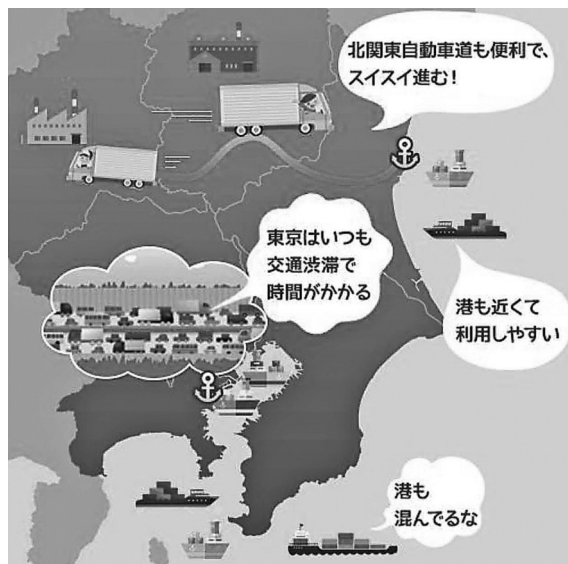 北関東自動車道も便利で、
スイスイ進む!
東京はいつも
交通渋滞で
時間がかかる
港も近くて
利用しやすい
港も
混んでるな